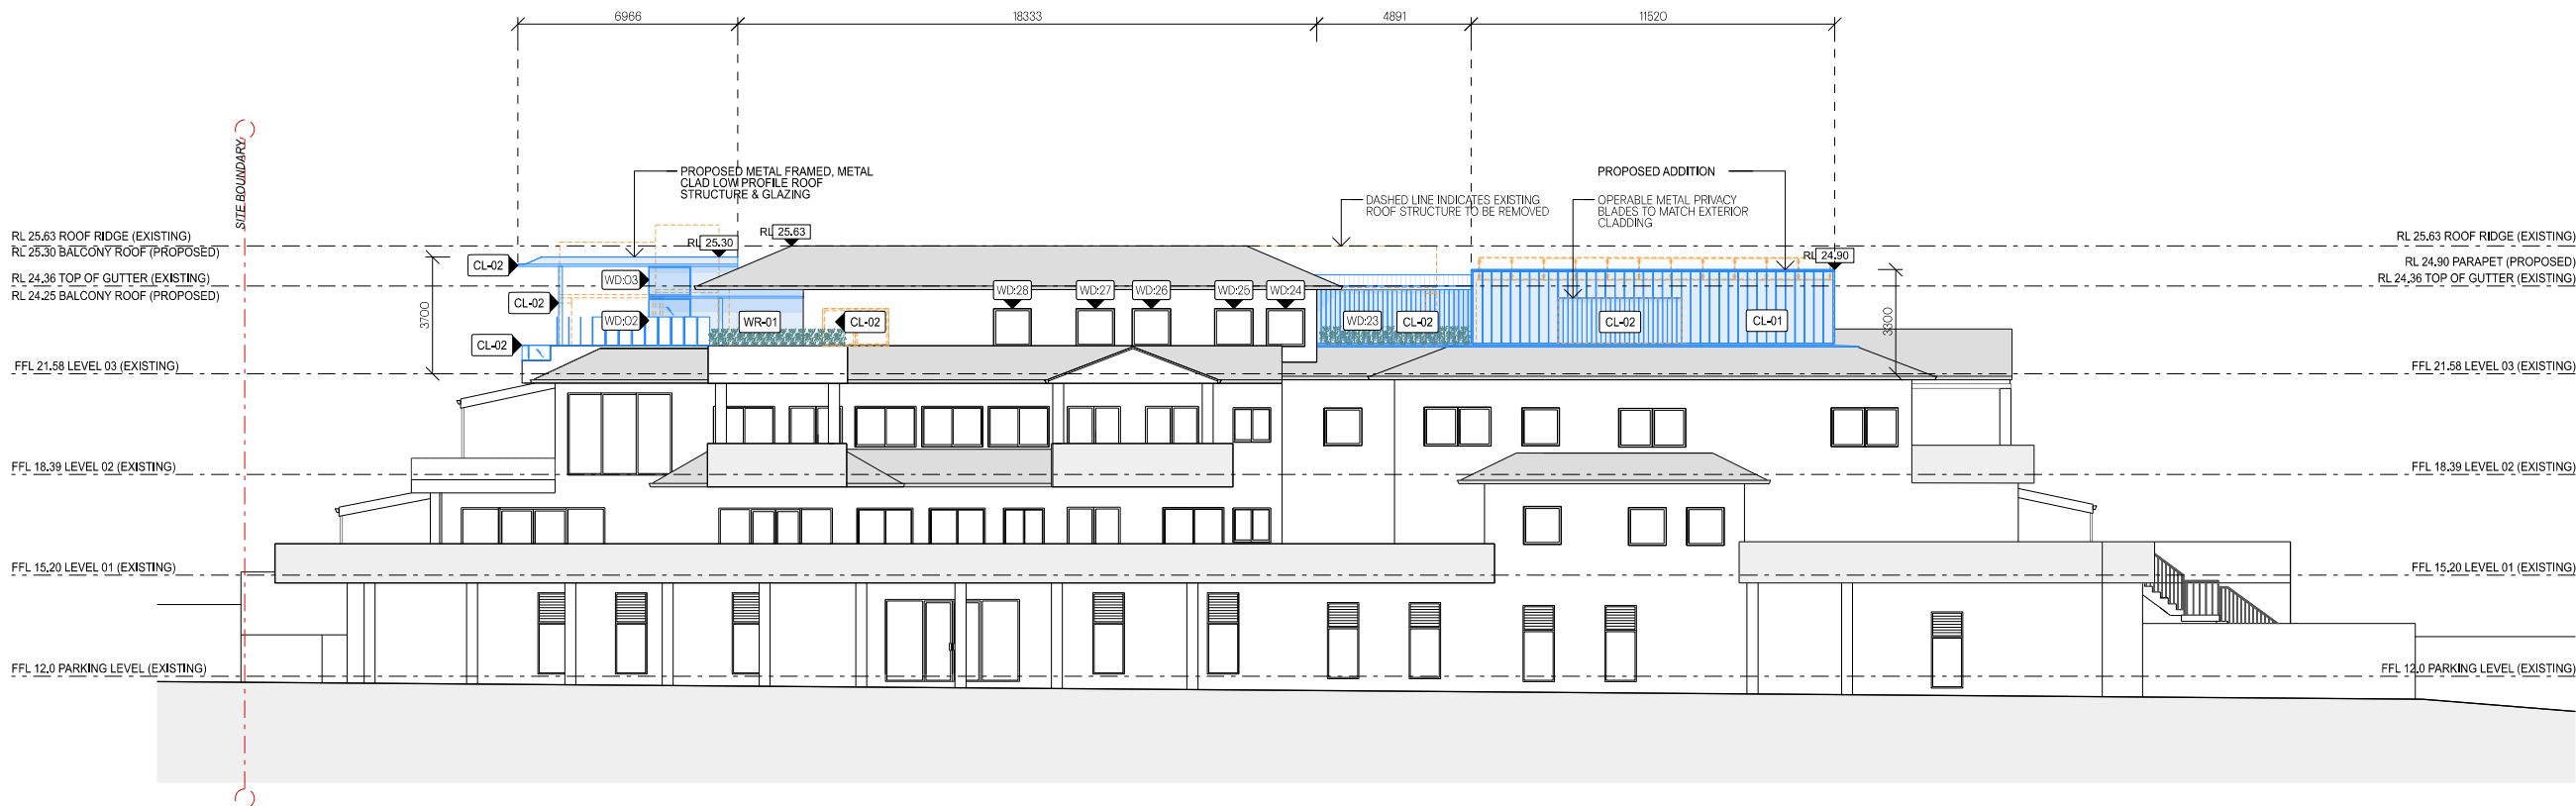 6966
18333
4891
11520
SITE BOUNDARY
PROPOSED METAL FRAMED, METAL
CLAD LOW PROFILE ROOF
STRUCTURE & GLAZING
DASHED LINE INDICATES EXISTING
ROOF STRUCTURE TO BE REMOVED
PROPOSED ADDITION
OPERABLE METAL PRIVACY
BLADES TO MATCH EXTERIOR
CLADDING
RL 25.63 ROOF RIDGE (EXISTING)
RL 25.30 BALCONY ROOF (PROPOSED)
RL 24.36 TOP OF GUTTER (EXISTING)
RL 24.25 BALCONY ROOF (PROPOSED)
FFL 21.58 LEVEL 03 (EXISTING)
FFL 18.39 LEVEL 02 (EXISTING)
FFL 15.20 LEVEL 01 (EXISTING)
FFL 12.0 PARKING LEVEL (EXISTING)
3700
CL-02
CL-02
CL-02
WD:03
WD:02
RL 25.30
RL 25.63
WR-01
CL-02
WD:28
WD:27
WD:26
WD:25
WD:24
WD:23
CL-02
CL-02
CL-01
RL 24.90
3300
RL 25.63 ROOF RIDGE (EXISTING)
RL 24.90 PARAPET (PROPOSED)
RL 24.36 TOP OF GUTTER (EXISTING)
FFL 21.58 LEVEL 03 (EXISTING)
FFL 18.39 LEVEL 02 (EXISTING)
FFL 15.20 LEVEL 01 (EXISTING)
FFL 12.0 PARKING LEVEL (EXISTING)